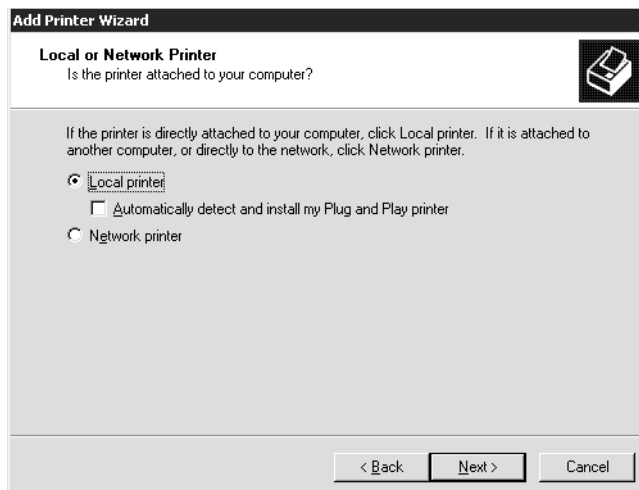 Add Printer Wizard
Local or Network Printer
Is the printer attached to your computer?
If the printer is directly attached to your computer, click Local printer. If it is attached to
another computer, or directly to the network, click Network printer.
Local printer
Automatically detect and install my Plug and Play printer
Network printer
< Back
Next >
Cancel